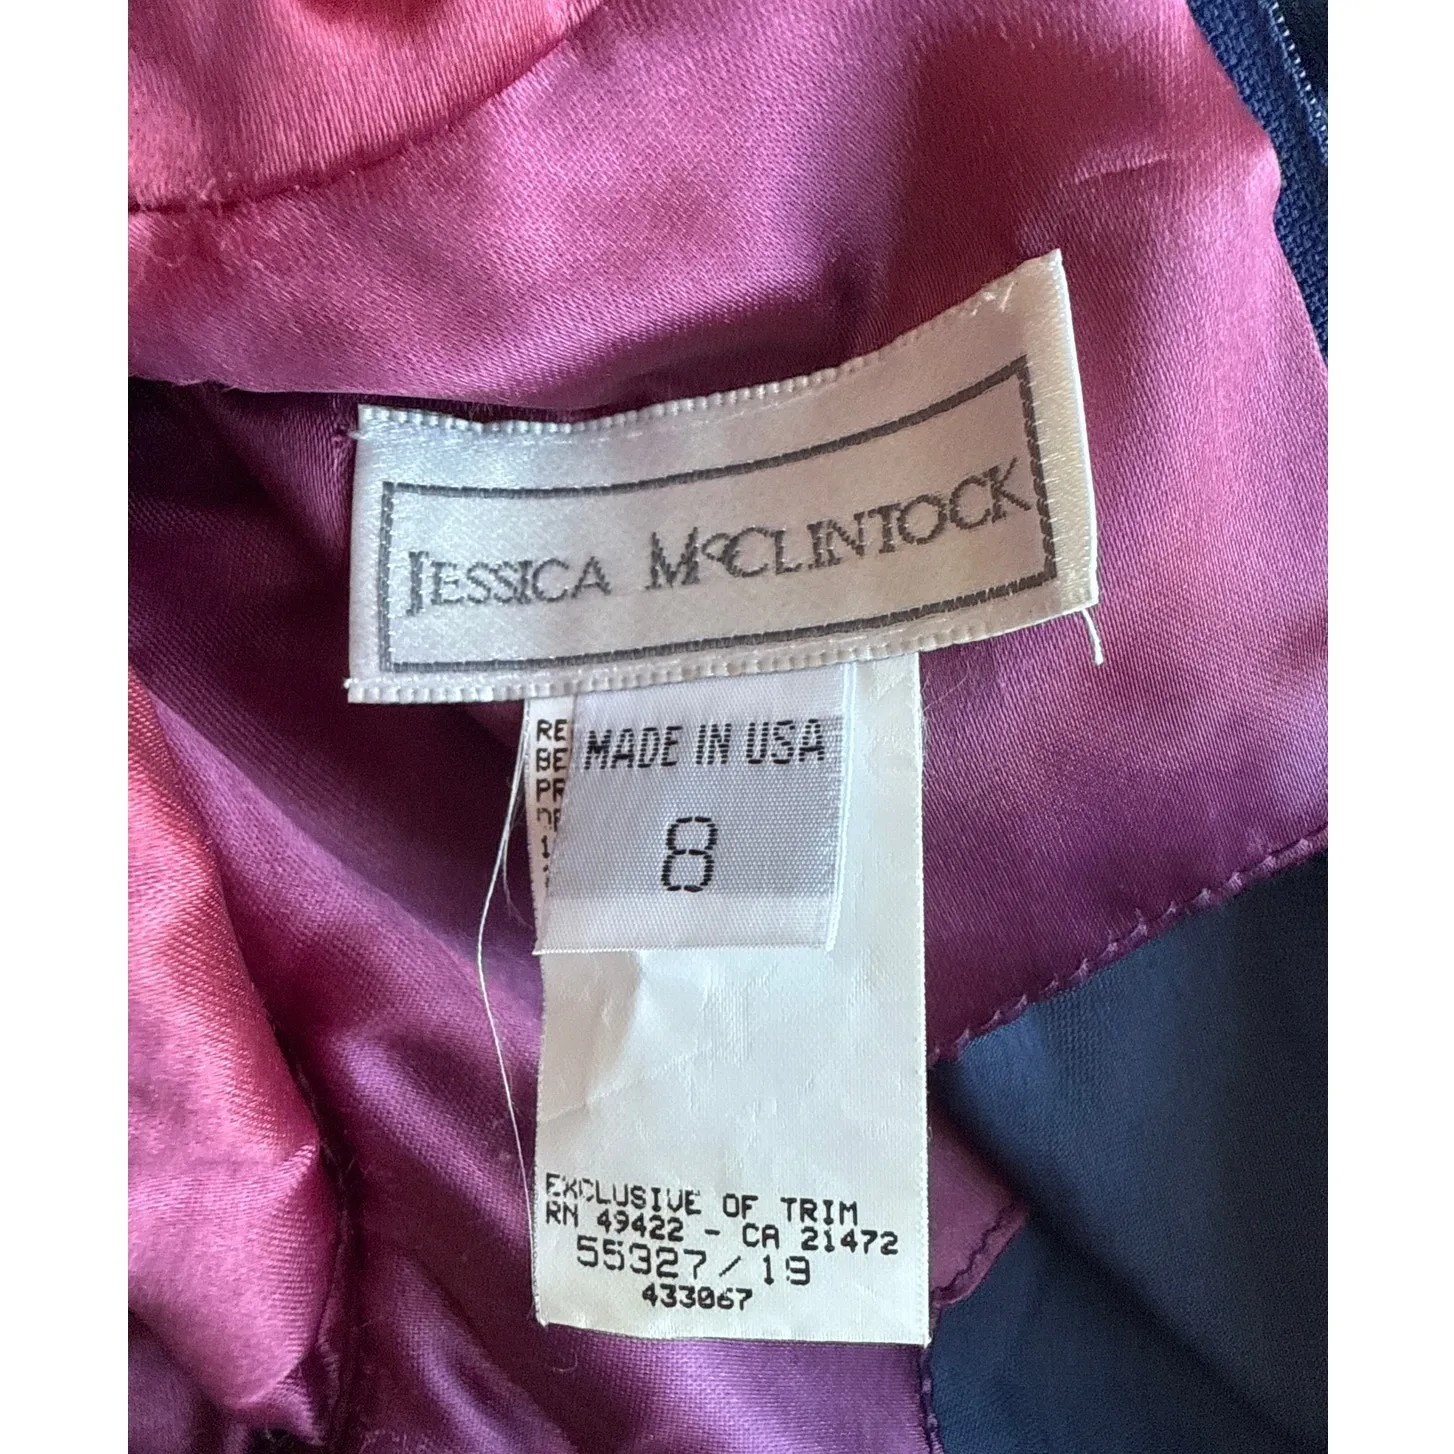 JESSICA MCCLINTOCK
MADE IN USA
8
EXCLUSIVE OF TRIM
RN 49422 - CA 21472
55327/19
433067